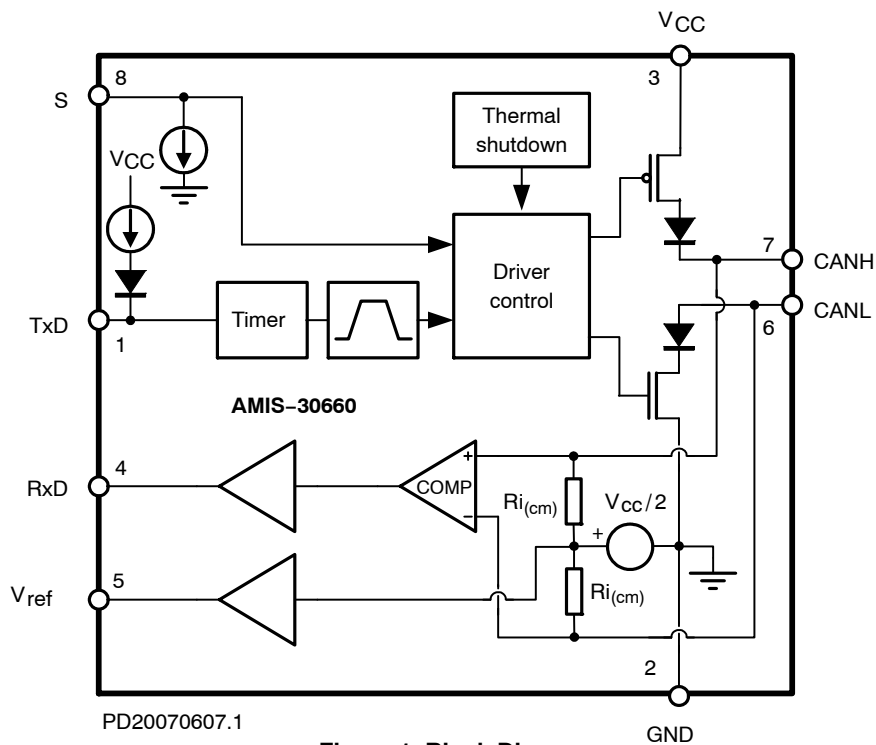 VCC
3
8
S
Thermal
shutdown
VCC
7
CANH
Driver
control
CANL
6
TxD
1
Timer
AMIS−30660
4
RxD
+
COMP
−
Ri(cm)
VCC/2
+
5
Vref
Ri(cm)
2
PD20070607.1
GND